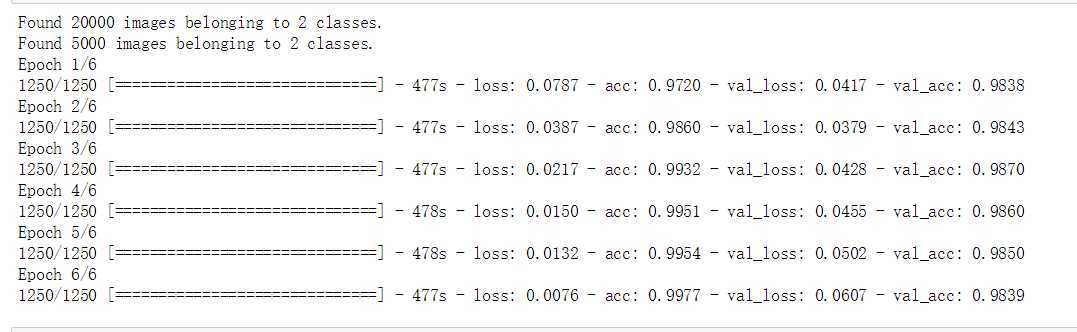 Found 20000 images belonging to 2 classes.
Found 5000 images belonging to 2 classes.
Epoch 1/6
1250/1250 [==============================] - 477s - loss: 0.0787 - acc: 0.9720 - val_loss: 0.0417 - val_acc: 0.9838
Epoch 2/6
1250/1250 [==============================] - 477s - loss: 0.0387 - acc: 0.9860 - val_loss: 0.0379 - val_acc: 0.9843
Epoch 3/6
1250/1250 [==============================] - 477s - loss: 0.0217 - acc: 0.9932 - val_loss: 0.0428 - val_acc: 0.9870
Epoch 4/6
1250/1250 [==============================] - 478s - loss: 0.0150 - acc: 0.9951 - val_loss: 0.0455 - val_acc: 0.9860
Epoch 5/6
1250/1250 [==============================] - 478s - loss: 0.0132 - acc: 0.9954 - val_loss: 0.0502 - val_acc: 0.9850
Epoch 6/6
1250/1250 [==============================] - 477s - loss: 0.0076 - acc: 0.9977 - val_loss: 0.0607 - val_acc: 0.9839